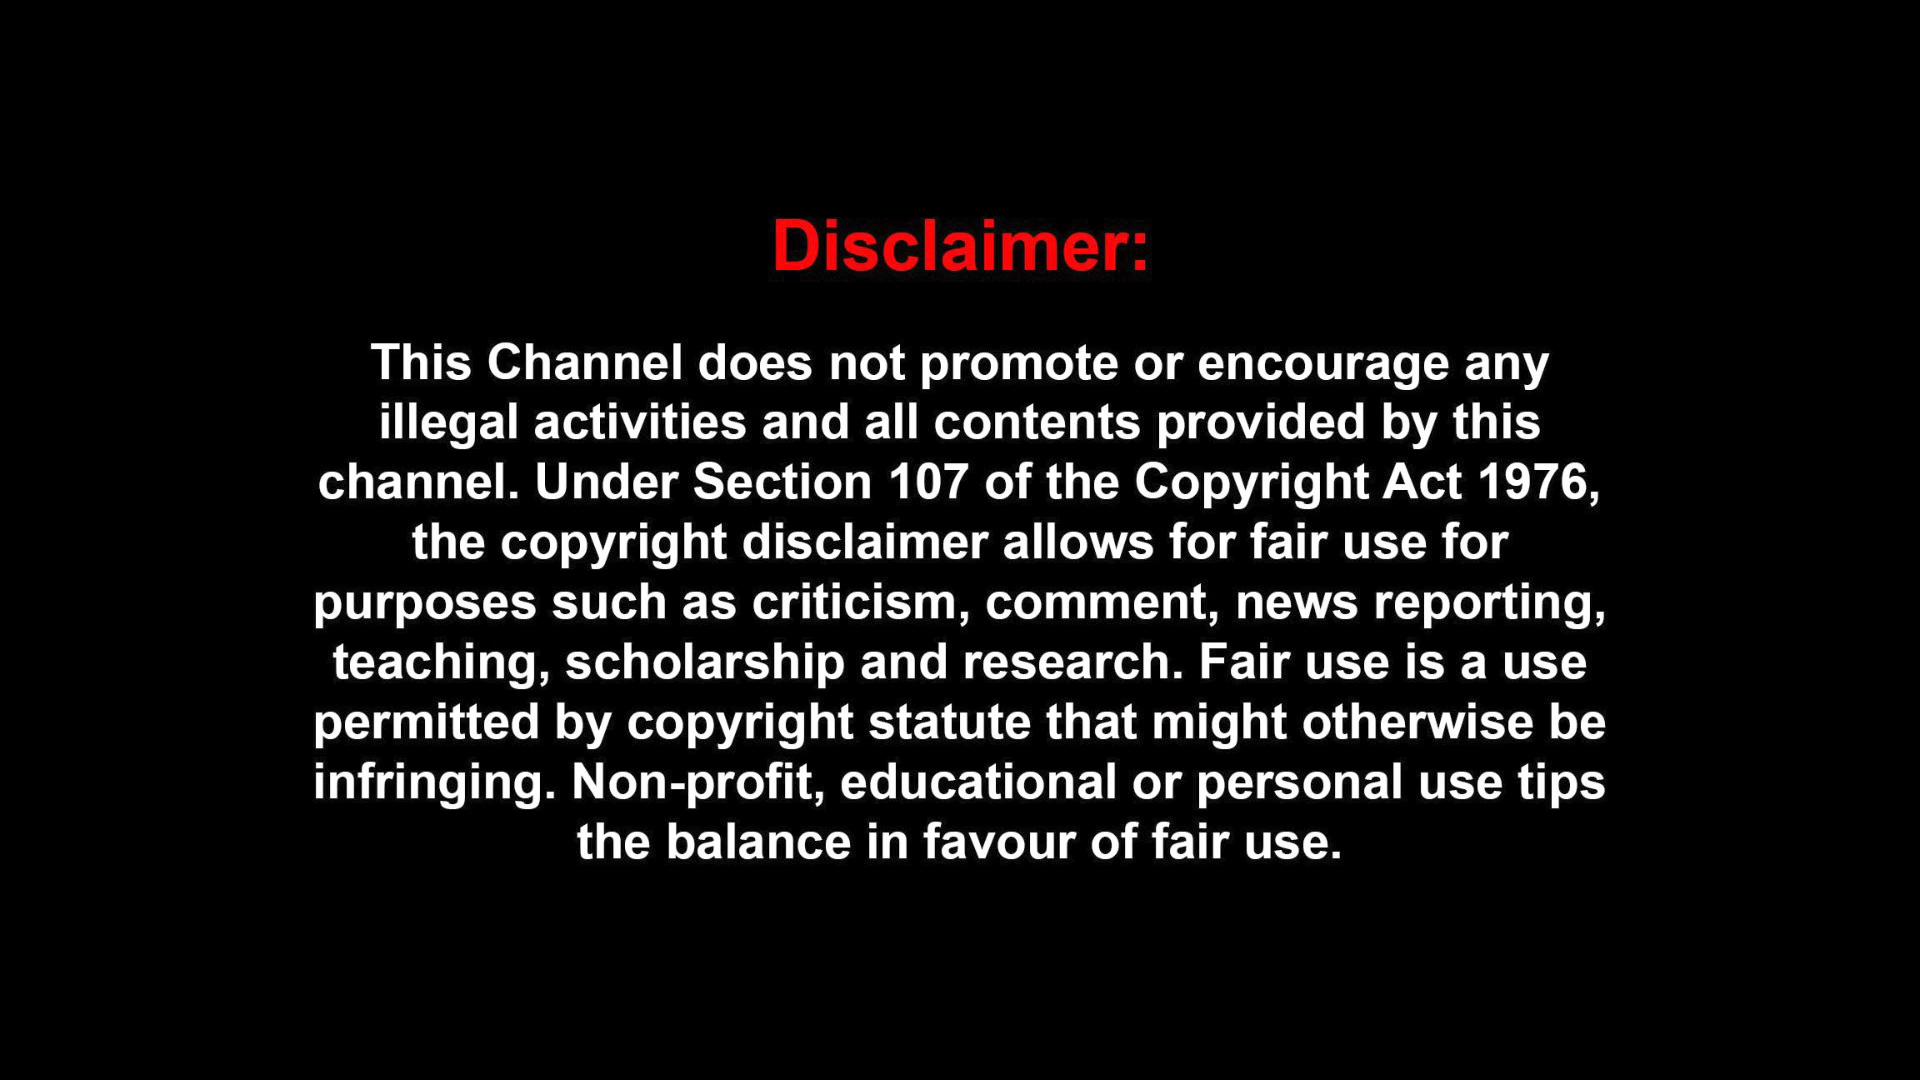 Disclaimer:
This Channel does not promote or encourage any
illegal activities and all contents provided by this
channel. Under Section 107 of the Copyright Act 1976,
the copyright disclaimer allows for fair use for
purposes such as criticism, comment, news reporting,
teaching, scholarship and research. Fair use is a use
permitted by copyright statute that might otherwise be
infringing. Non-profit, educational or personal use tips
the balance in favour of fair use.